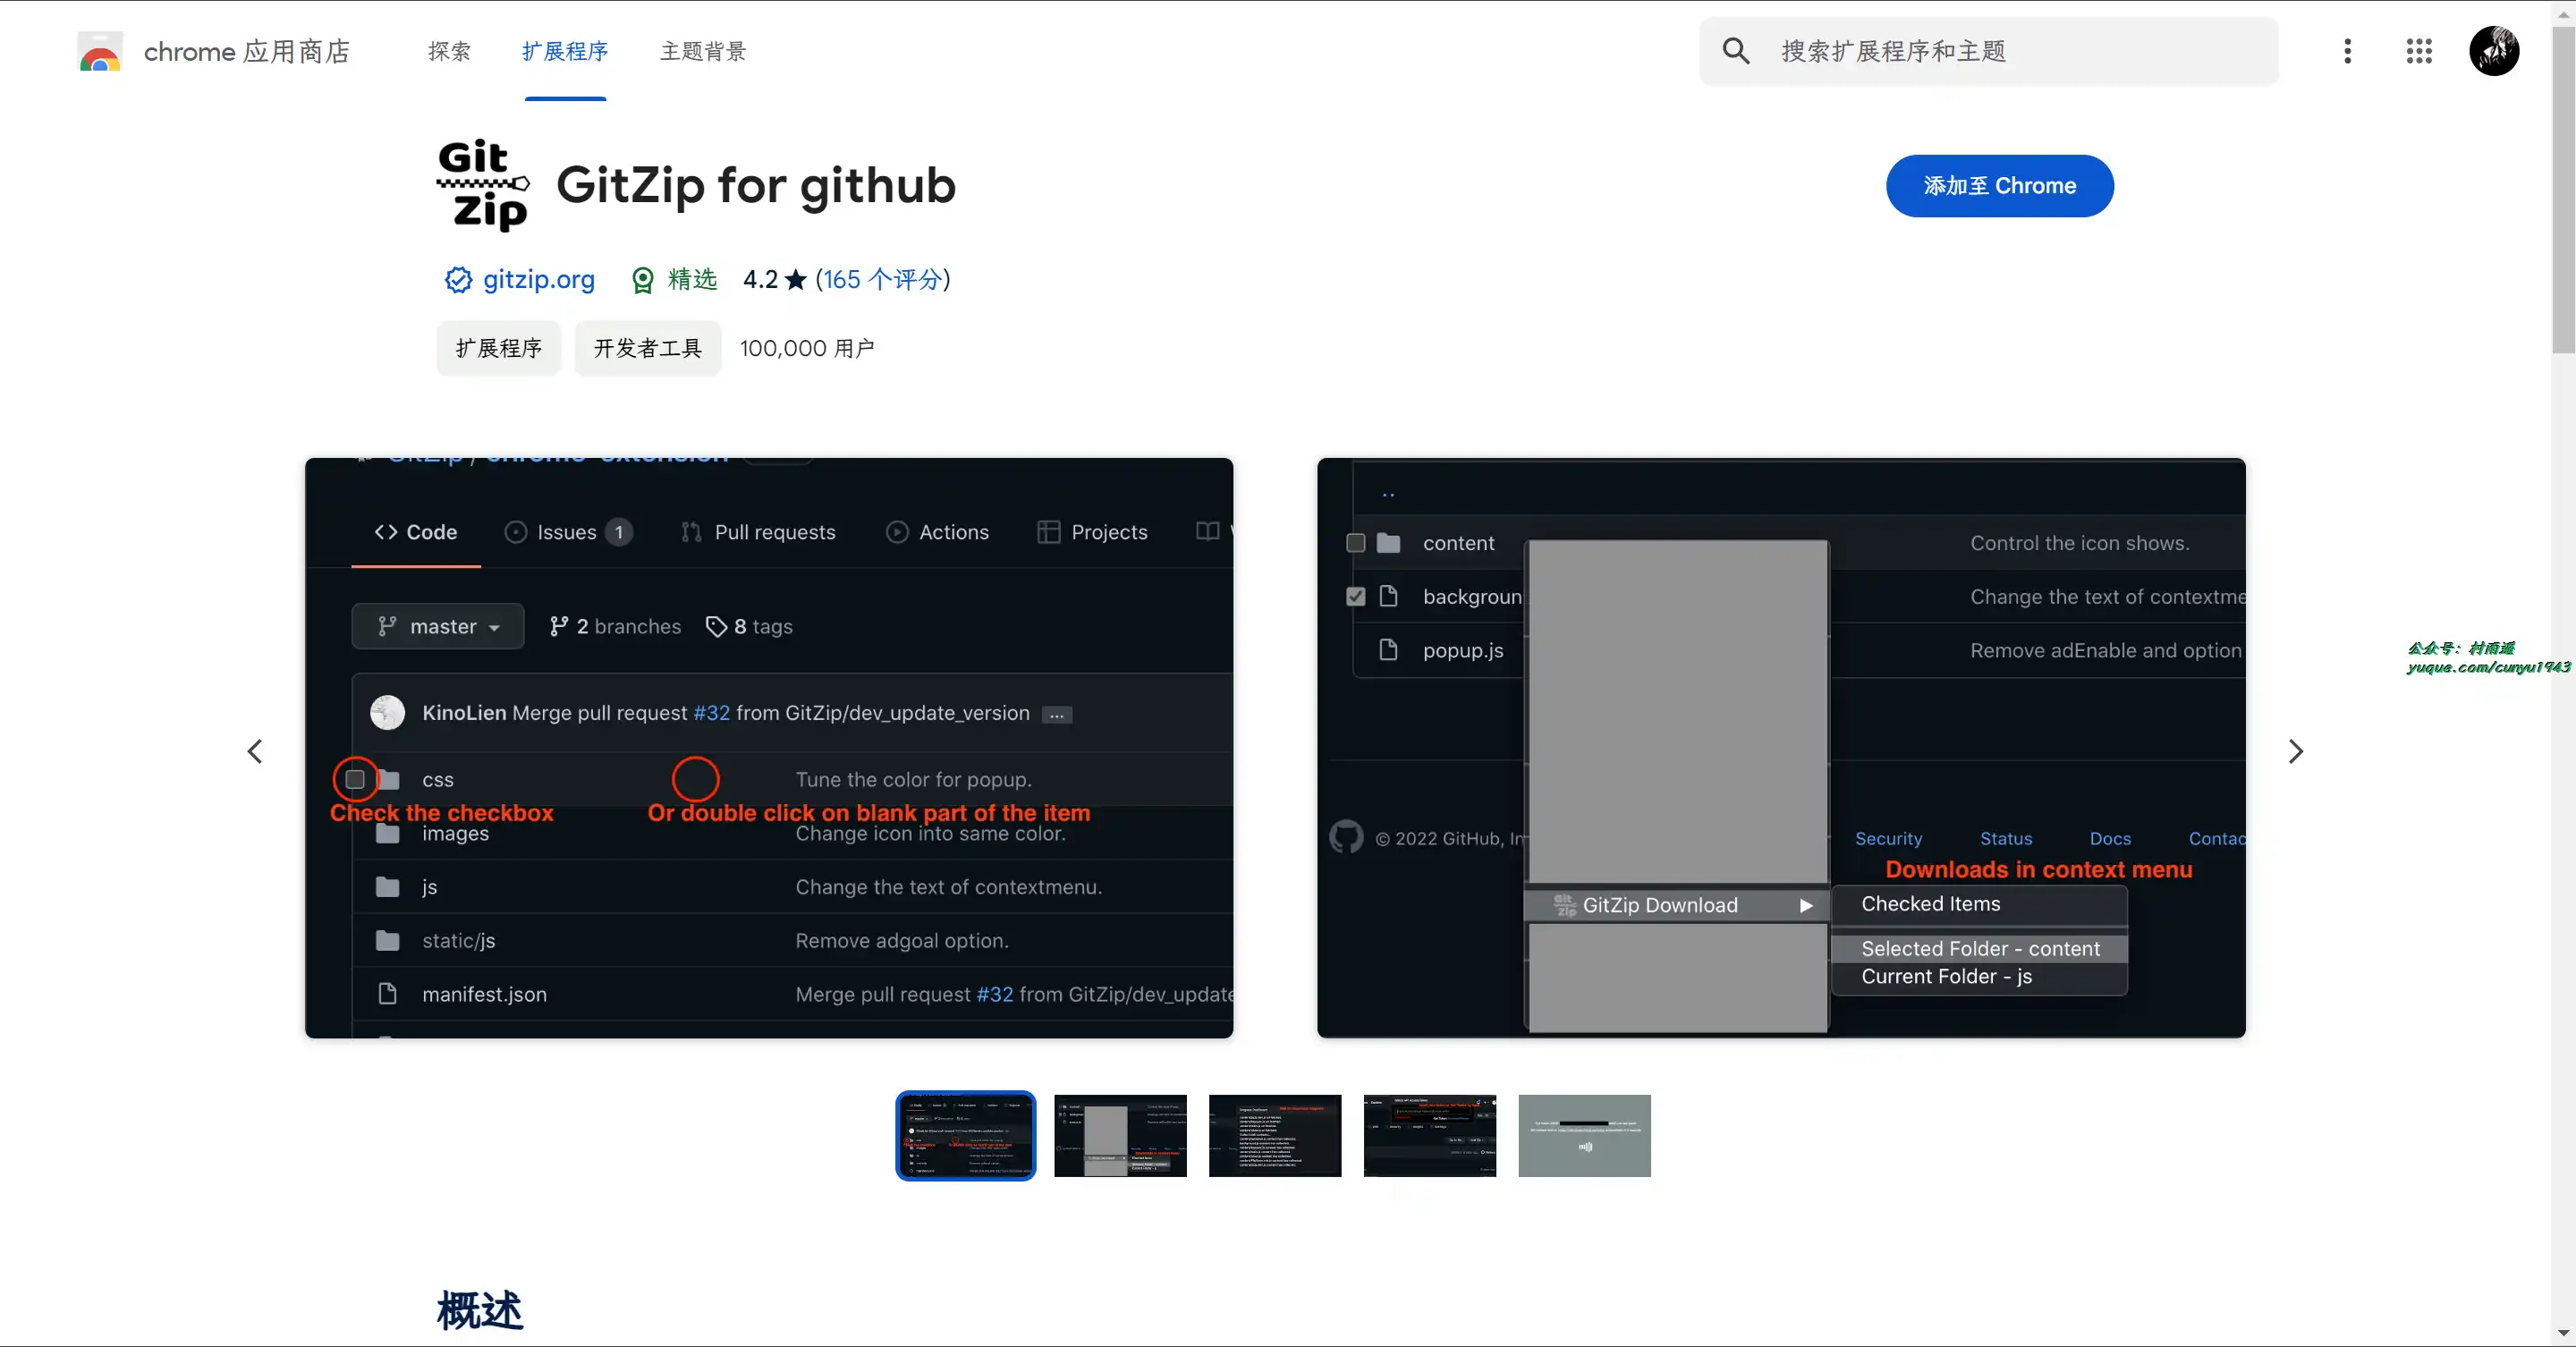 chrome 应用商店
探索
扩展程序
主题背景
搜索扩展程序和主题
Git Zip
GitZip for github
添加至 Chrome
gitzip.org
精选
4.2 ★ (165 个评分)
扩展程序
开发者工具
100,000 用户
GitZip / chrome-extension
Code
Issues 1
Pull requests
Actions
Projects
master
2 branches
8 tags
KinoLien Merge pull request #32 from GitZip/dev_update_version ...
css
Tune the color for popup.
Check the checkbox
Or double click on blank part of the item
images
Change icon into same color.
js
Change the text of contextmenu.
static/js
Remove adgoal option.
manifest.json
Merge pull request #32 from GitZip/dev_update
..
content
Control the icon shows.
backgroun
Change the text of contextme
popup.js
Remove adEnable and option
© 2022 GitHub, In
Security
Status
Docs
Contac
Downloads in context menu
GitZip Download
Checked Items
Selected Folder - content
Current Folder - js
公众号：村雨遥
yuque.com/cunyu1943
概述